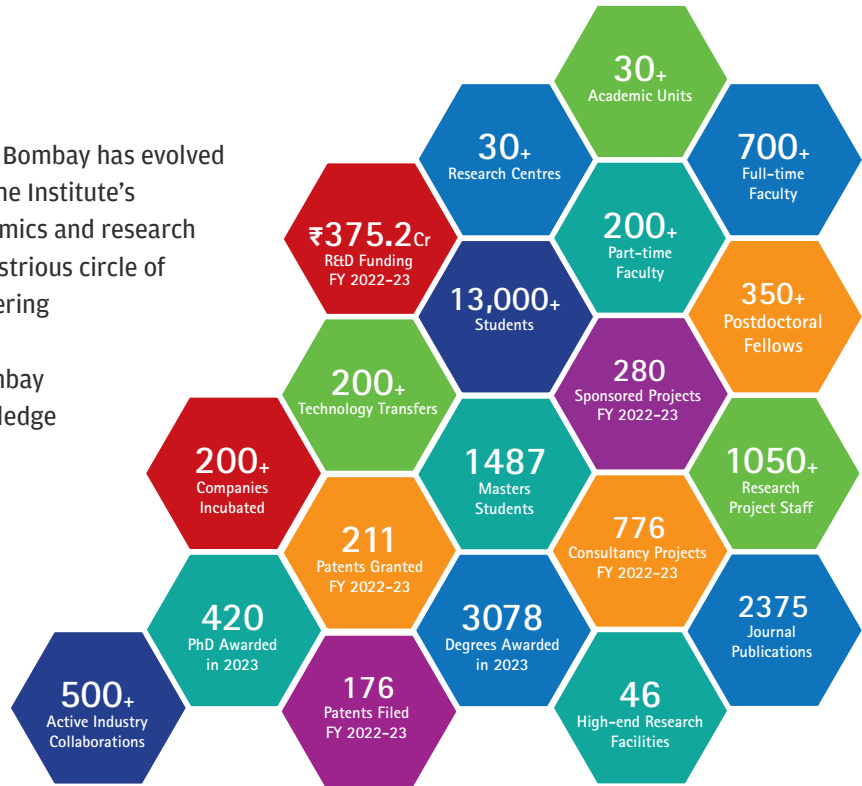 Bombay has evolved
he Institute's
mics and research
strious circle of
ering
nbay
ledge
30+
Academic Units
30+
Research Centres
700+
Full-time
Faculty
₹375.2Cr
R&D Funding
FY 2022-23
200+
Part-time
Faculty
13,000+
Students
350+
Postdoctoral
Fellows
200+
Technology Transfers
280
Sponsored Projects
FY 2022-23
200+
Companies
Incubated
1487
Masters
Students
1050+
Research
Project Staff
211
Patents Granted
FY 2022-23
776
Consultancy Projects
FY 2022-23
420
PhD Awarded
in 2023
3078
Degrees Awarded
in 2023
2375
Journal
Publications
500+
Active Industry
Collaborations
176
Patents Filed
FY 2022-23
46
High-end Research
Facilities